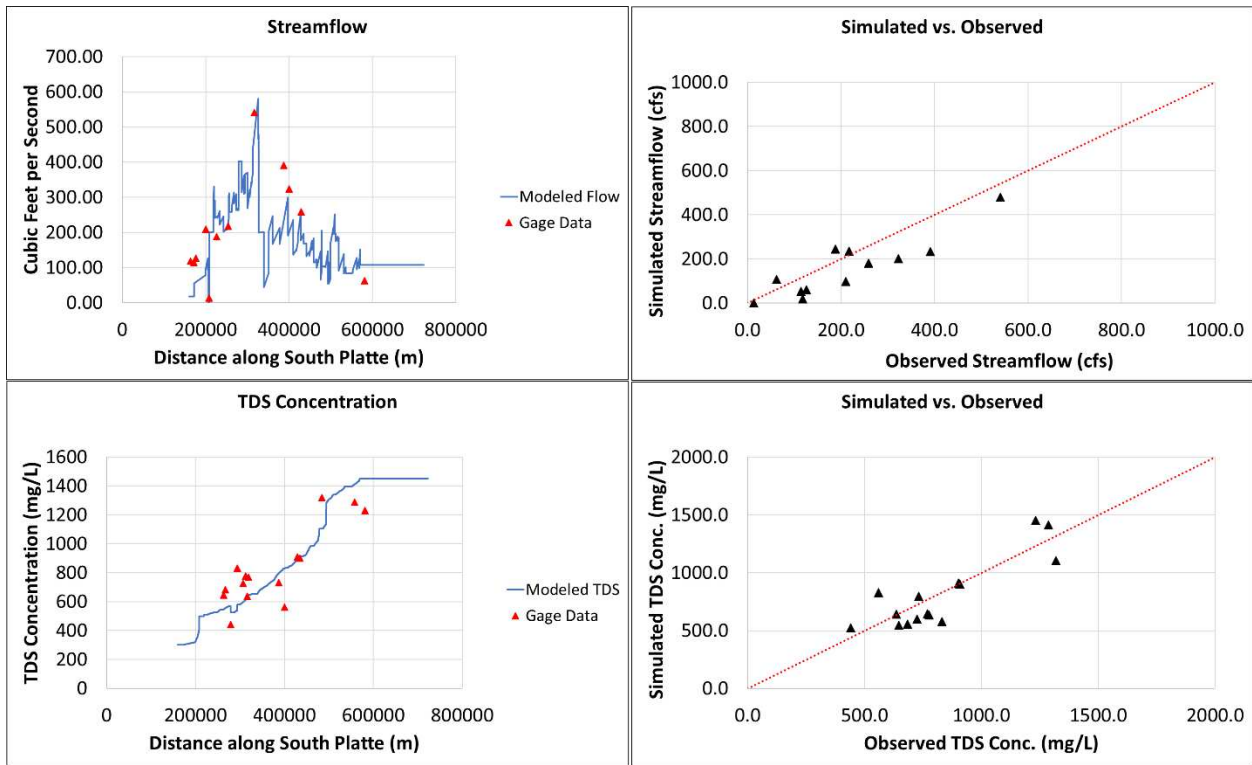 Streamflow
700.00
600.00
500.00
400.00
300.00
200.00
100.00
0.00
Cubic Feet per Second
0 200000 400000 600000 800000
Distance along South Platte (m)
Modeled Flow
Gage Data
Simulated vs. Observed
1000.0
800.0
600.0
400.0
200.0
0.0
Simulated Streamflow (cfs)
0.0 200.0 400.0 600.0 800.0 1000.0
Observed Streamflow (cfs)
TDS Concentration
1600
1400
1200
1000
800
600
400
200
0
TDS Concentration (mg/L)
0 200000 400000 600000 800000
Distance along South Platte (m)
Modeled TDS
Gage Data
Simulated vs. Observed
2000.0
1500.0
1000.0
500.0
0.0
Simulated TDS Conc. (mg/L)
0.0 500.0 1000.0 1500.0 2000.0
Observed TDS Conc. (mg/L)